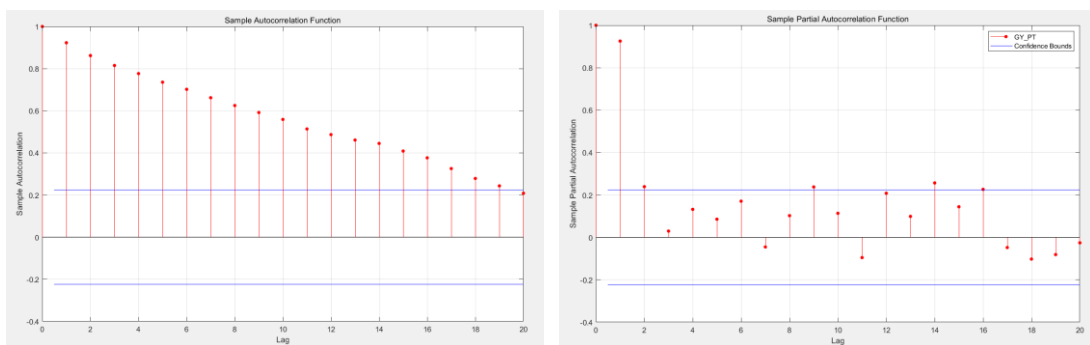 Sample Autocorrelation Function
1
0.8
0.6
0.4
0.2
0
-0.2
-0.4
Sample Autocorrelation
0 2 4 6 8 10 12 14 16 18 20
Lag
Sample Partial Autocorrelation Function
GY_PT
Confidence Bounds
1
0.8
0.6
0.4
0.2
0
-0.2
-0.4
Sample Partial Autocorrelation
0 2 4 6 8 10 12 14 16 18 20
Lag